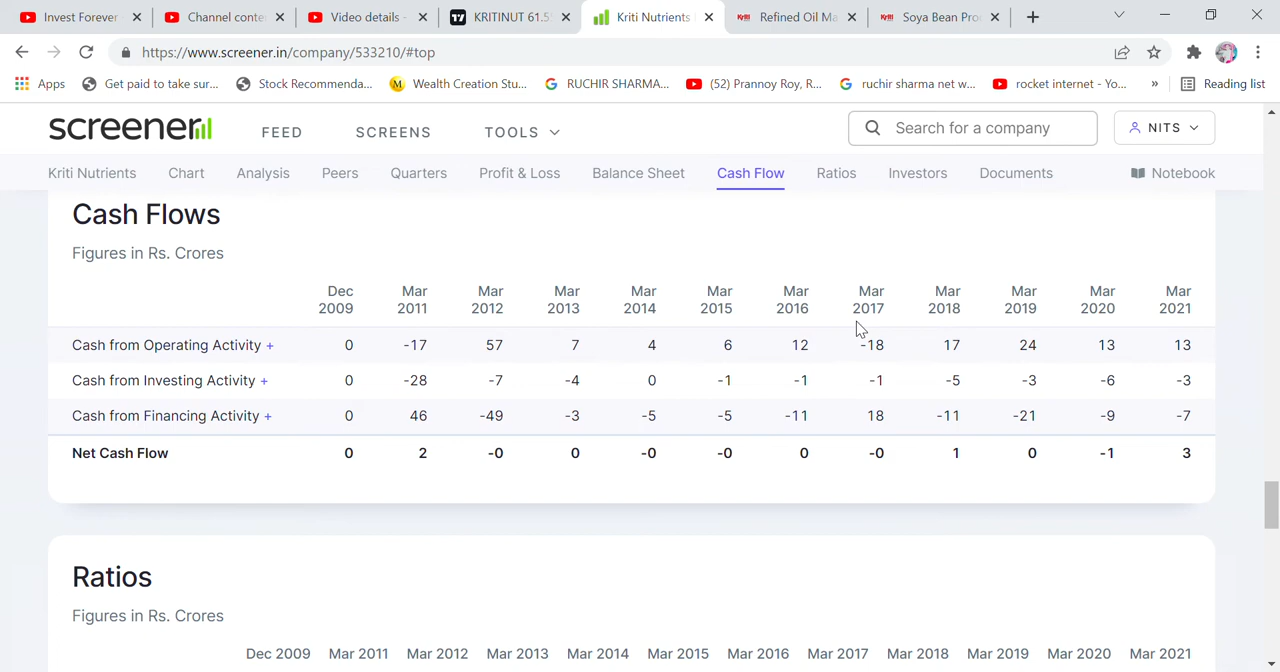 Invest Forever
Channel conte
Video details -
KRITINUT 61.5
Kriti Nutrients
Refined Oil Ma
Soya Bean Pro
https://www.screener.in/company/533210/#top
Apps
Get paid to take sur...
Stock Recommenda...
Wealth Creation Stu...
RUCHIR SHARMA...
(52) Prannoy Roy, R...
ruchir sharma net w...
rocket internet - Yo...
»
Reading list
screener
FEED
SCREENS
TOOLS
Search for a company
NITS
Kriti Nutrients
Chart
Analysis
Peers
Quarters
Profit & Loss
Balance Sheet
Cash Flow
Ratios
Investors
Documents
Notebook
Cash Flows
Figures in Rs. Crores
Dec 2009 Mar 2011 Mar 2012 Mar 2013 Mar 2014 Mar 2015 Mar 2016 Mar 2017 Mar 2018 Mar 2019 Mar 2020 Mar 2021
Cash from Operating Activity + 0 -17 57 7 4 6 12 -18 17 24 13 13
Cash from Investing Activity + 0 -28 -7 -4 0 -1 -1 -1 -5 -3 -6 -3
Cash from Financing Activity + 0 46 -49 -3 -5 -5 -11 18 -11 -21 -9 -7
Net Cash Flow 0 2 -0 0 -0 -0 0 -0 1 0 -1 3
Ratios
Figures in Rs. Crores
Dec 2009 Mar 2011 Mar 2012 Mar 2013 Mar 2014 Mar 2015 Mar 2016 Mar 2017 Mar 2018 Mar 2019 Mar 2020 Mar 2021